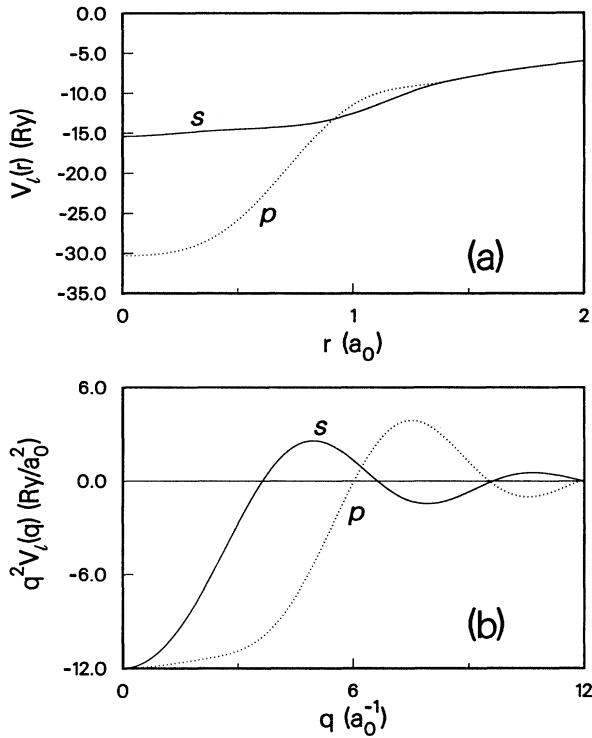 0.0
-5.0
-10.0
-15.0
-20.0
-25.0
-30.0
-35.0
V_l(r) (Ry)
s
p
(a)
0
1
2
r (a_0)
6.0
0.0
-6.0
-12.0
q^2V_l(q) (Ry/a_0^2)
s
p
(b)
0
6
12
q (a_0^-1)